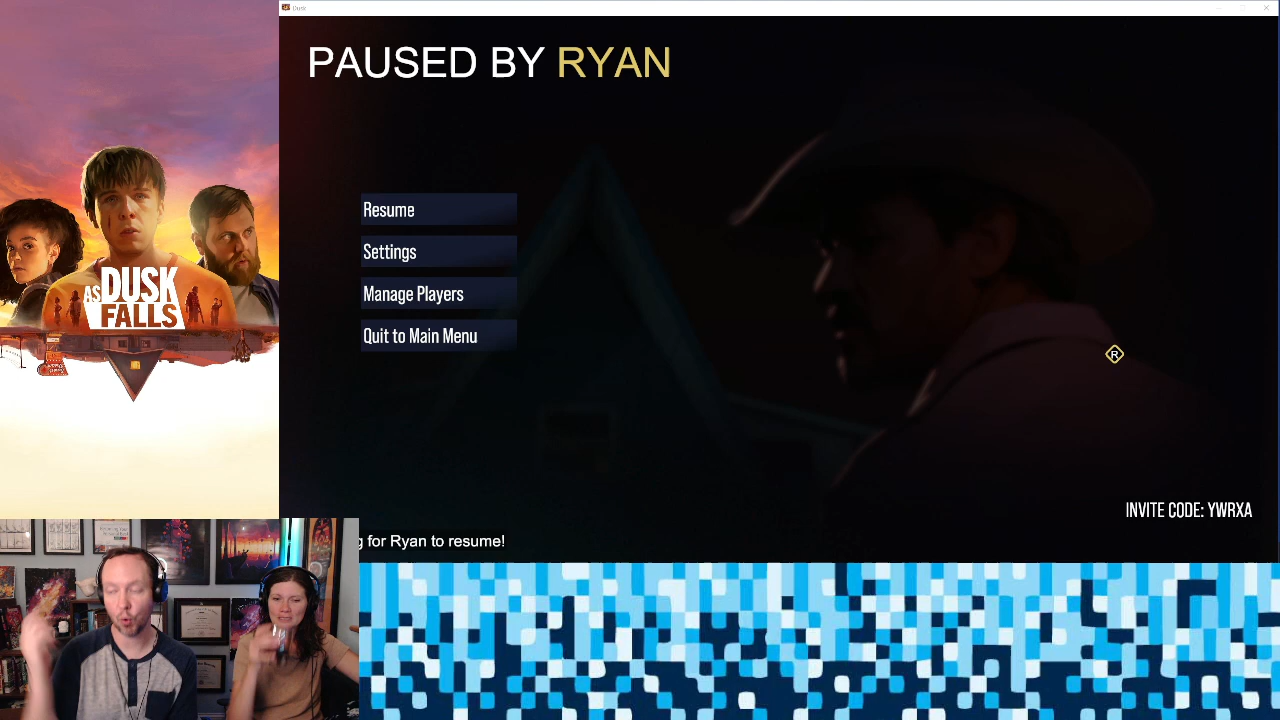 Dusk
PAUSED BY RYAN
Resume
Settings
Manage Players
Quit to Main Menu
R
AS DUSK
FALLS
INVITE CODE: YWRXA
g for Ryan to resume!